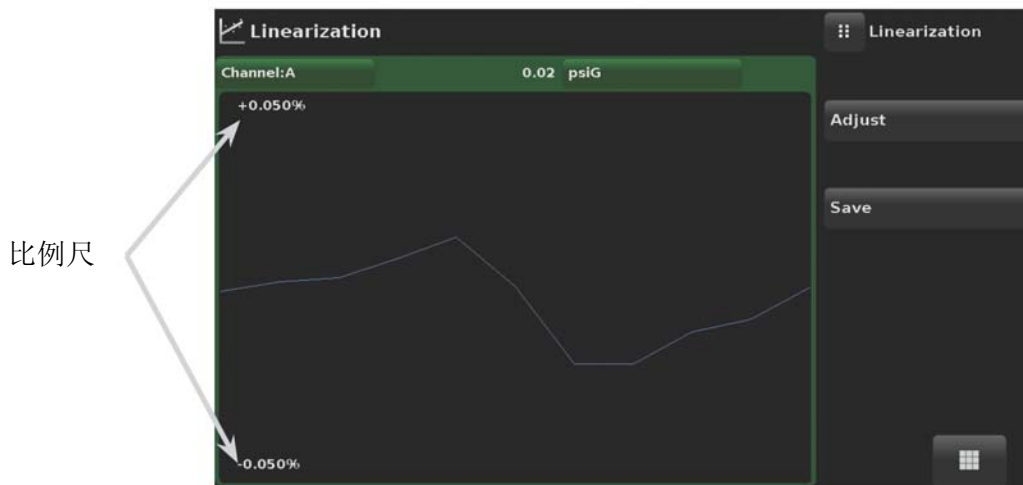 Linearization
Linearization
Channel:A 0.02 psiG
+0.050%
Adjust
Save
比例尺
-0.050%